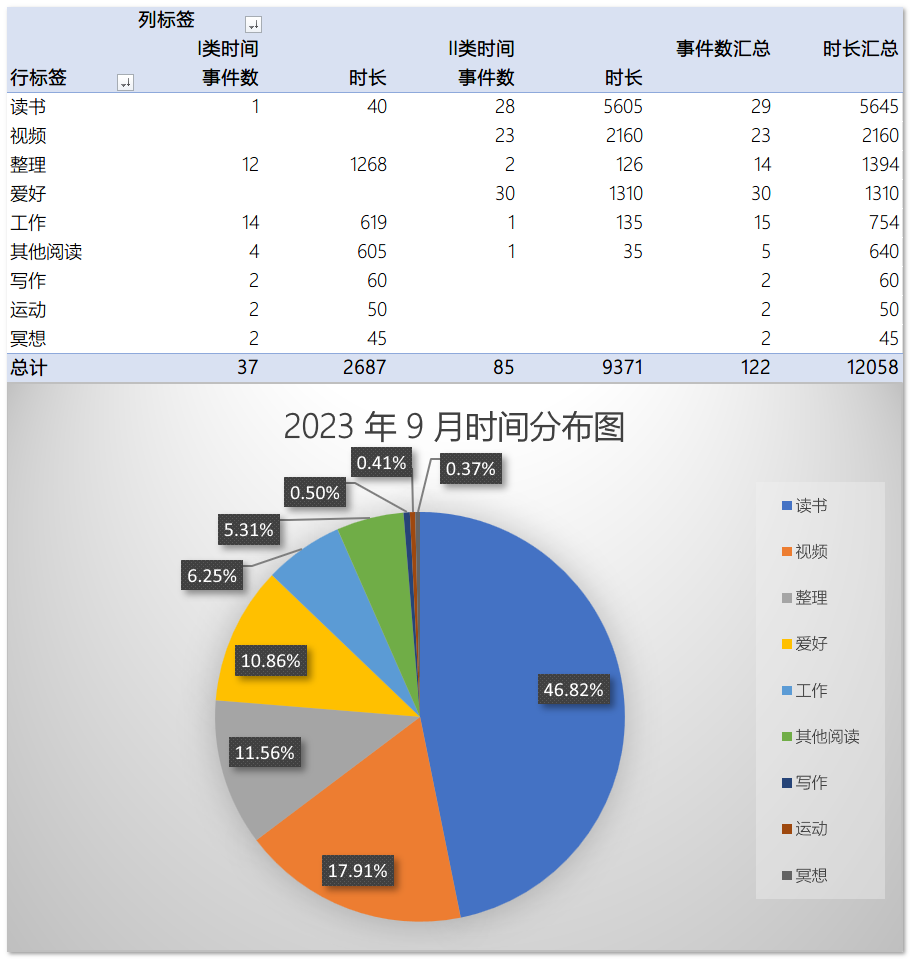 列标签
I类时间 II类时间 事件数汇总 时长汇总
行标签 事件数 时长 事件数 时长
读书 1 40 28 5605 29 5645
视频 23 2160 23 2160
整理 12 1268 2 126 14 1394
爱好 30 1310 30 1310
工作 14 619 1 135 15 754
其他阅读 4 605 1 35 5 640
写作 2 60 2 60
运动 2 50 2 50
冥想 2 45 2 45
总计 37 2687 85 9371 122 12058
2023 年 9 月时间分布图
0.41%
0.37%
0.50%
5.31%
6.25%
10.86%
46.82%
11.56%
17.91%
读书
视频
整理
爱好
工作
其他阅读
写作
运动
冥想